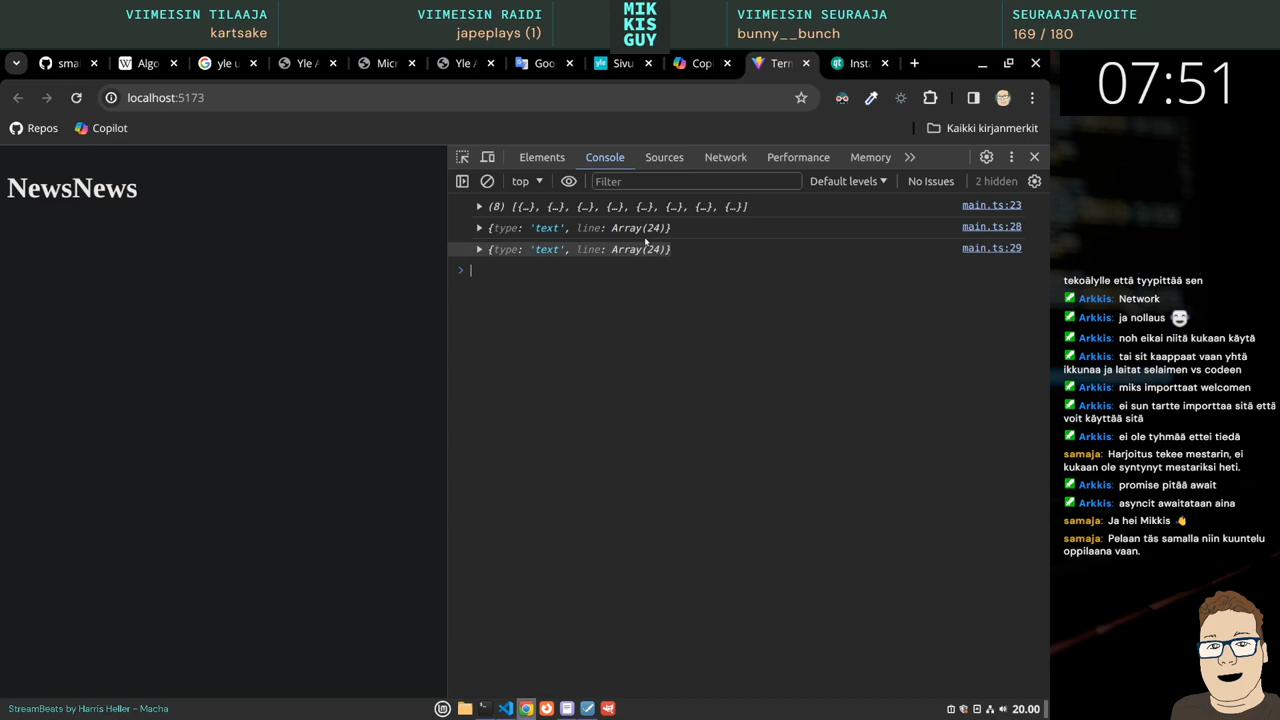 VIIMEISIN TILAAJA
kartsake
VIIMEISIN RAIDI
japeplays (1)
MIK
KIS
GUY
VIIMEISIN SEURAAJA
bunny__bunch
SEURAAJATAVOITE
169 / 180
smal
Algo
yle u
Yle A
Micr
Yle A
Goo
Sivu
Copi
Tern
Insta
07:51
localhost:5173
Repos
Copilot
Kaikki kirjanmerkit
NewsNews
Elements
Console
Sources
Network
Performance
Memory
top
Filter
Default levels
No Issues
2 hidden
(8) [{…}, {…}, {…}, {…}, {…}, {…}, {…}, {…}]
main.ts:23
{type: 'text', line: Array(24)}
main.ts:28
{type: 'text', line: Array(24)}
main.ts:29
tekoälylle että tyypittää sen
Arkkis: Network
Arkkis: ja nollaus
Arkkis: noh eikai niitä kukaan käytä
Arkkis: tai sit kaappaat vaan yhtä
ikkunaa ja laitat selaimen vs codeen
Arkkis: miks importtaat welcomen
Arkkis: ei sun tartte importtaa sitä että
voit käyttää sitä
Arkkis: ei ole tyhmää ettei tiedä
samaja: Harjoitus tekee mestarin, ei
kukaan ole syntynyt mestariksi heti.
Arkkis: promise pitää await
Arkkis: asyncit awaitataan aina
samaja: Ja hei Mikkis
samaja: Pelaan täs samalla niin kuuntelu
oppilaana vaan.
StreamBeats by Harris Heller - Macha
20.00